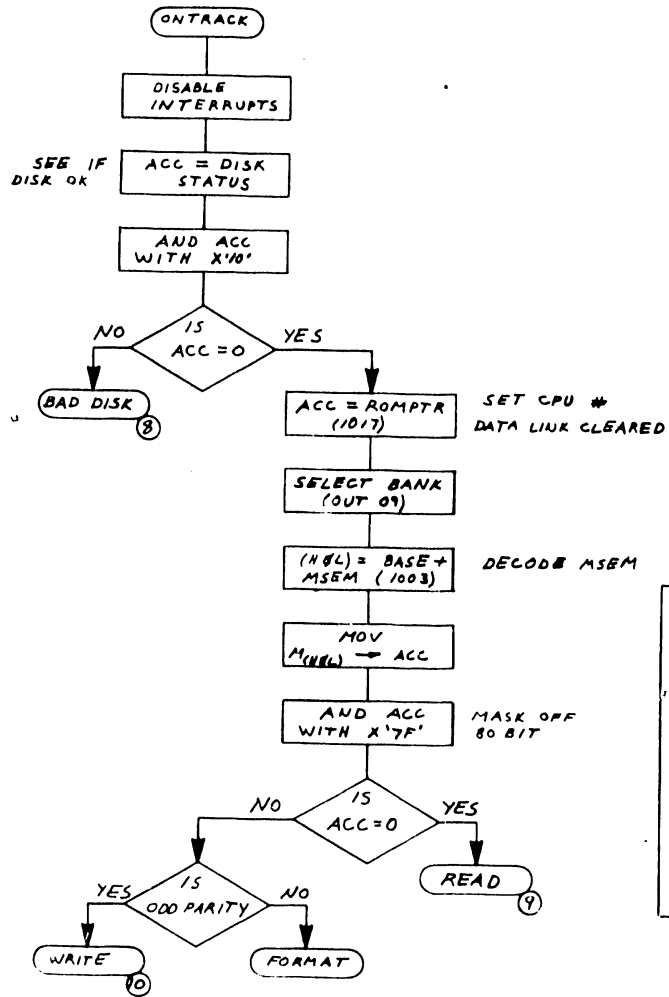 ONTRACK
DISABLE
INTERRUPTS
SEE IF
DISK OK
ACC = DISK
STATUS
AND ACC
WITH X'10'
IS
ACC = 0
NO
YES
BAD DISK
8
ACC = ROMPTR
(1017)
SET CPU #
DATA LINK CLEARED
SELECT BANK
(OUT 09)
(H&L) = BASE +
MSEM (1003)
DECODE MSEM
MOV
M(H&L) → ACC
AND ACC
WITH X'7F'
MASK OFF
80 BIT
IS
ACC = 0
NO
YES
READ
9
IS
ODD PARITY
YES
NO
WRITE
10
FORMAT